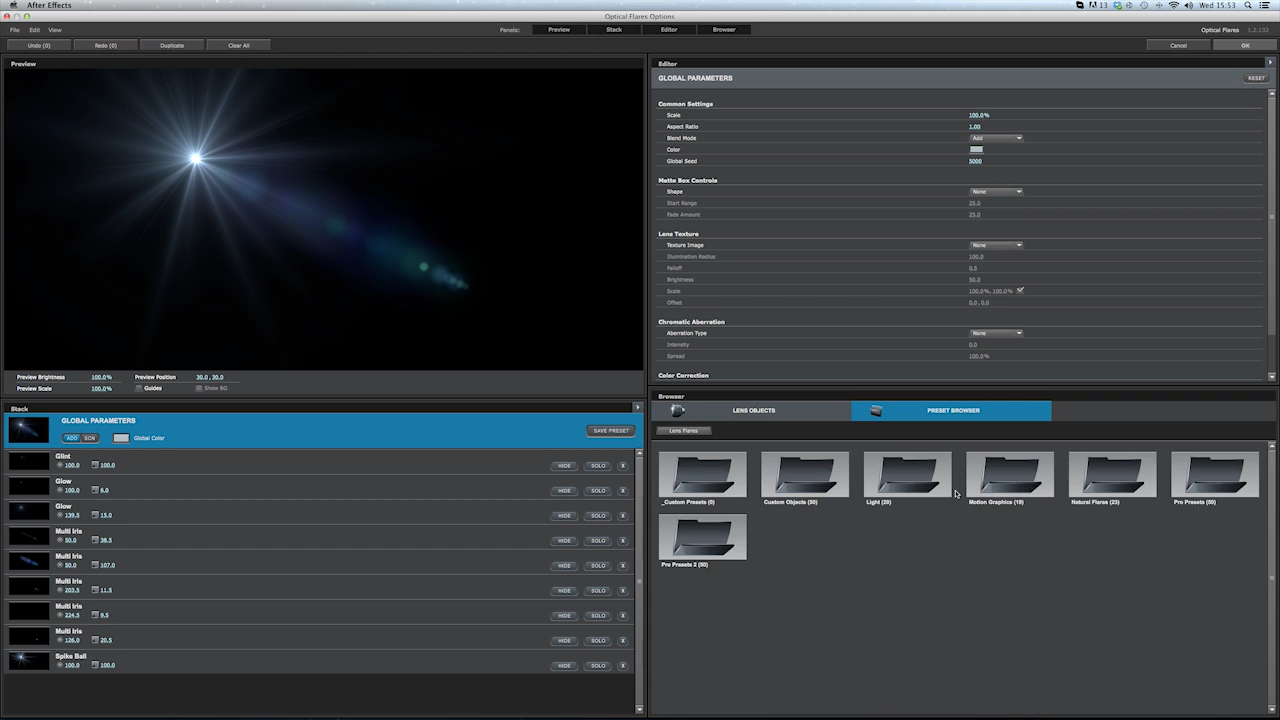 After Effects
13
Wed 15:53
Optical Flares Options
File Edit View
Panels: Preview Stack Editor Browser
Optical Flares 1.2.132
Undo (0) Redo (0) Duplicate Clear All
Cancel OK
Preview
Preview Brightness 100.0% Preview Position 30.0 , 30.0
Preview Scale 100.0% Guides Show BG
Stack
GLOBAL PARAMETERS
ADD SCN Global Color
SAVE PRESET
Glint
100.0 100.0 HIDE SOLO X
Glow
100.0 6.0 HIDE SOLO X
Glow
139.5 15.0 HIDE SOLO X
Multi Iris
50.0 38.5 HIDE SOLO X
Multi Iris
50.0 107.0 HIDE SOLO X
Multi Iris
203.5 11.5 HIDE SOLO X
Multi Iris
224.5 9.5 HIDE SOLO X
Multi Iris
126.0 20.5 HIDE SOLO X
Spike Ball
100.0 100.0 HIDE SOLO X
Editor
GLOBAL PARAMETERS RESET
Common Settings
Scale 100.0%
Aspect Ratio 1.00
Blend Mode Add
Color
Global Seed 5000
Matte Box Controls
Shape None
Start Range 25.0
Fade Amount 25.0
Lens Texture
Texture Image None
Illumination Radius 100.0
Falloff 0.5
Brightness 50.0
Scale 100.0% , 100.0%
Offset 0.0 , 0.0
Chromatic Aberration
Aberration Type None
Intensity 0.0
Spread 100.0%
Color Correction
Browser
LENS OBJECTS PRESET BROWSER
Lens Flares
_Custom Presets (0) Custom Objects (50) Light (20) Motion Graphics (19) Natural Flares (23) Pro Presets (50)
Pro Presets 2 (50)